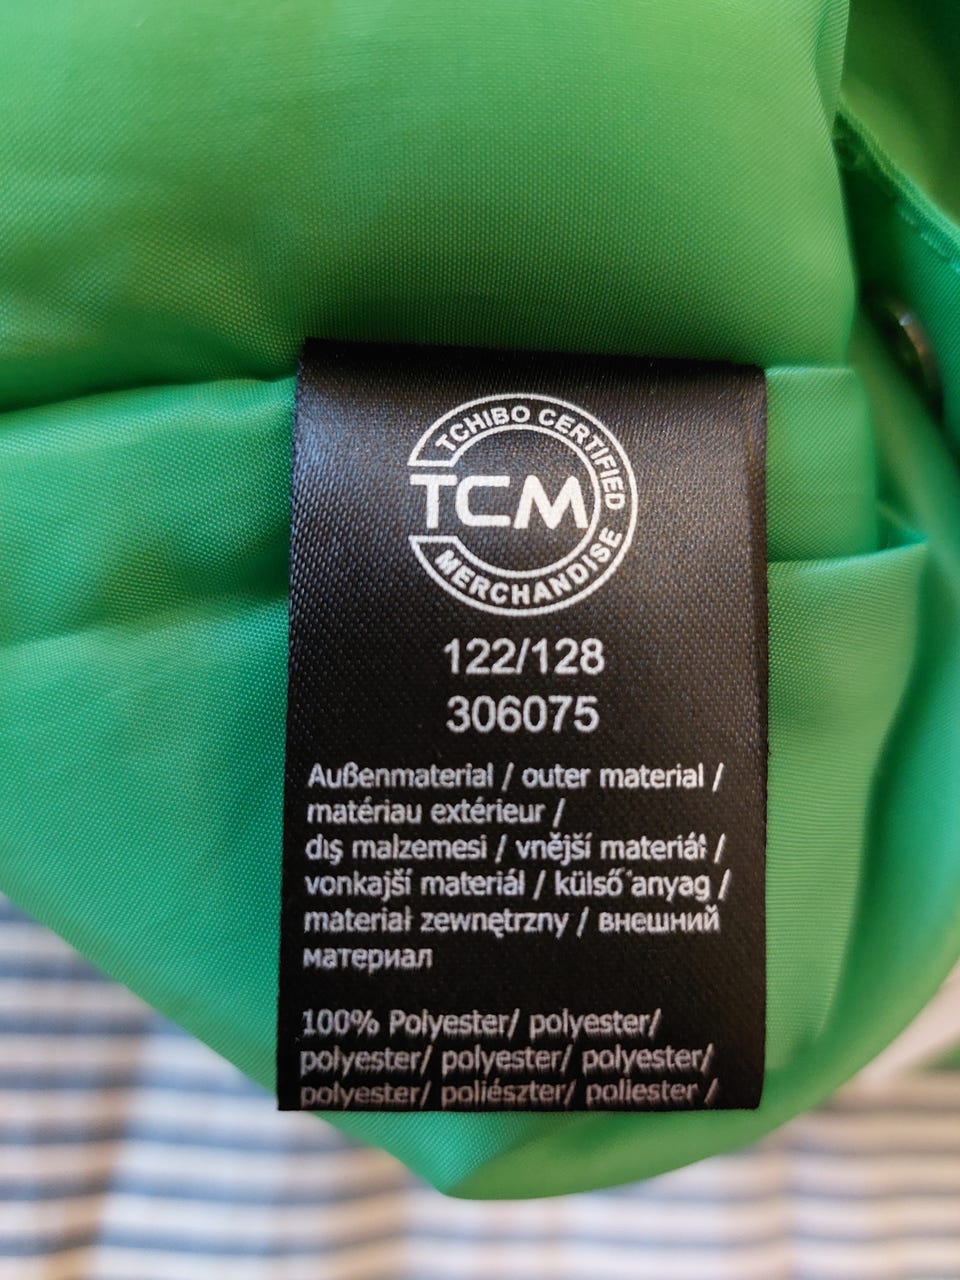 TCHIBO CERTIFIED
TCM
MERCHANDISE
122/128
306075
Außenmaterial / outer material /
matériau extérieur /
dış malzemesi / vnější materiál /
vonkajší materiál / külső anyag /
materiał zewnętrzny / внешний
материал
100% Polyester/ polyester/
polyester/ polyester/ polyester/
polyester/ poliészter/ poliester /